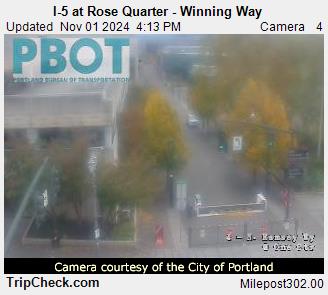 I-5 at Rose Quarter - Winning Way
Updated Nov 01 2024 4:13 PM Camera 4
PBOT
PORTLAND BUREAU OF TRANSPORTATION
Camera courtesy of the City of Portland
TripCheck.com Milepost302.00